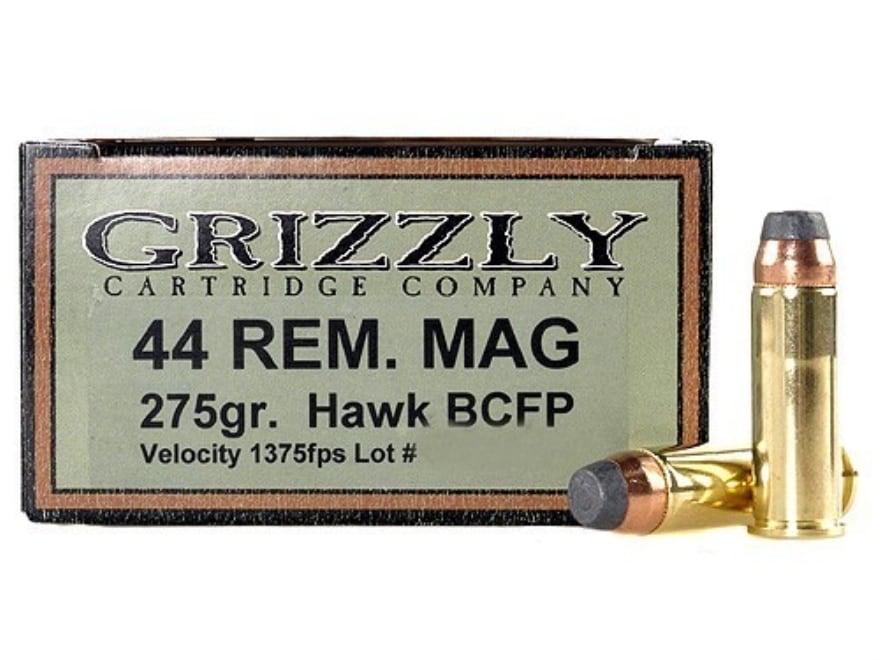 GRIZZLY
CARTRIDGE COMPANY
44 REM. MAG
275gr. Hawk BCFP
Velocity 1375fps Lot #